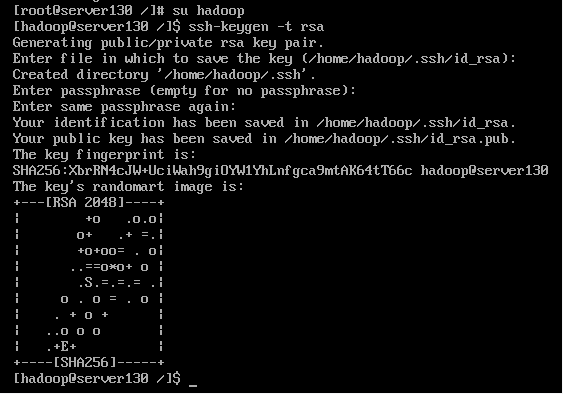 [root@server130 /]# su hadoop
[hadoop@server130 /]$ ssh-keygen -t rsa
Generating public/private rsa key pair.
Enter file in which to save the key (/home/hadoop/.ssh/id_rsa):
Created directory '/home/hadoop/.ssh'.
Enter passphrase (empty for no passphrase):
Enter same passphrase again:
Your identification has been saved in /home/hadoop/.ssh/id_rsa.
Your public key has been saved in /home/hadoop/.ssh/id_rsa.pub.
The key fingerprint is:
SHA256:XbrRN4cJW+UciWah9giOYW1YhLnfgca9mtAK64tT66c hadoop@server130
The key's randomart image is:
+---[RSA 2048]----+
|        +o   .o.o|
|       o+   .+ =.|
|       +o+oo= . o|
|      ..==o*o+ o |
|       .S.=.=.= .|
|     o . o = . o |
|    . + o +      |
|   ..o o o       |
|   .+E+          |
+----[SHA256]-----+
[hadoop@server130 /]$ _